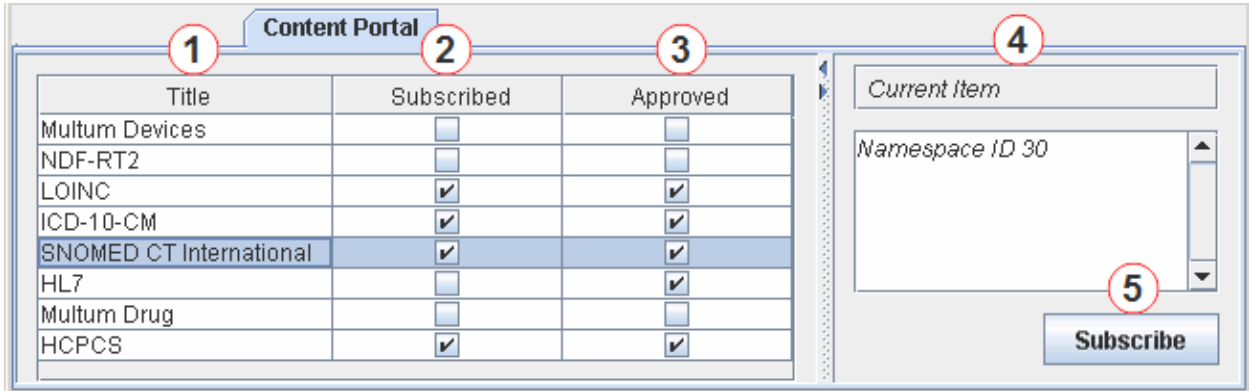 Content Portal
1 2 3 4
Title Subscribed Approved
Multum Devices
NDF-RT2
LOINC
ICD-10-CM
SNOMED CT International
HL7
Multum Drug
HCPCS
Current Item
Namespace ID 30
5
Subscribe